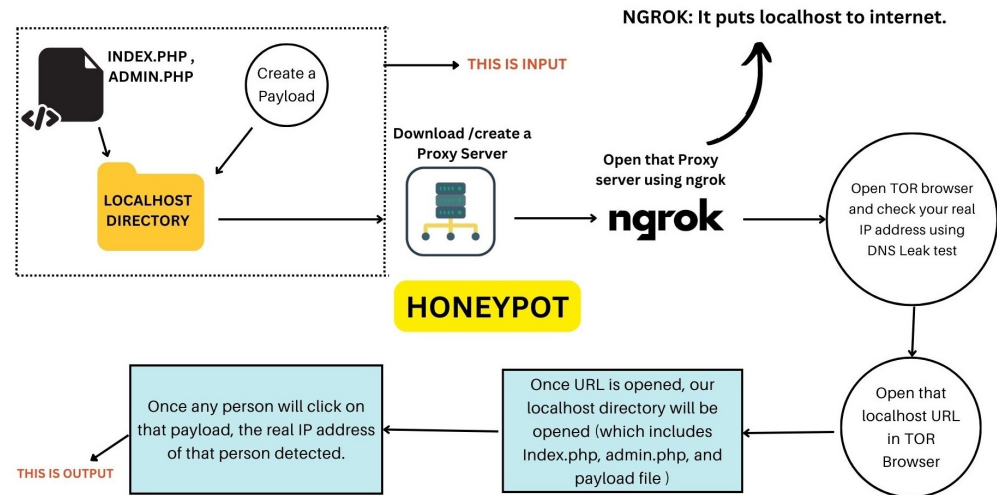 NGROK: It puts localhost to internet.
INDEX.PHP ,
ADMIN.PHP
</>
Create a
Payload
THIS IS INPUT
LOCALHOST
DIRECTORY
Download /create a
Proxy Server
Open that Proxy
server using ngrok
ngrok
Open TOR browser
and check your real
IP address using
DNS Leak test
HONEYPOT
Open that
localhost URL
in TOR
Browser
Once URL is opened, our
localhost directory will be
opened (which includes
Index.php, admin.php, and
payload file )
Once any person will click on
that payload, the real IP address
of that person detected.
THIS IS OUTPUT